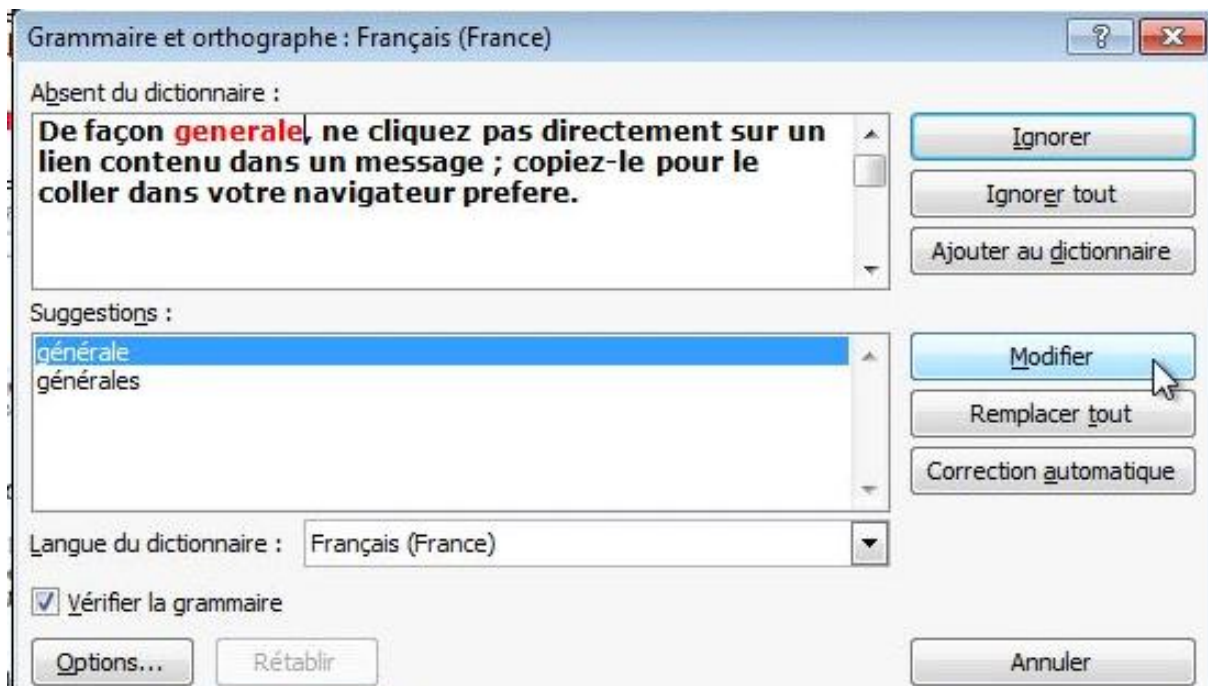 Grammaire et orthographe : Français (France)
Absent du dictionnaire :
De façon generale, ne cliquez pas directement sur un
lien contenu dans un message ; copiez-le pour le
coller dans votre navigateur prefere.
Ignorer
Ignorer tout
Ajouter au dictionnaire
Suggestions :
générale
générales
Modifier
Remplacer tout
Correction automatique
Langue du dictionnaire : Français (France)
Vérifier la grammaire
Options... Rétablir Annuler